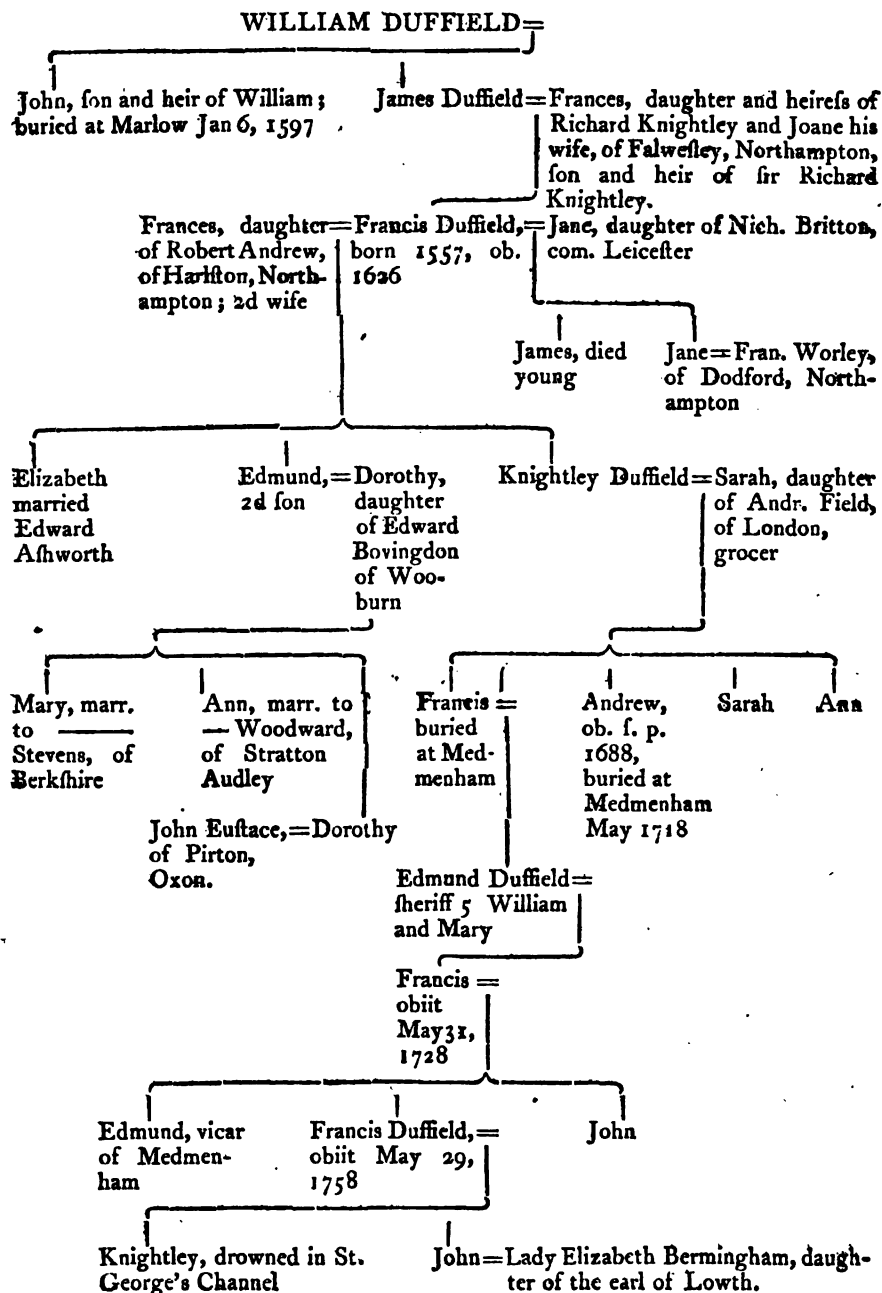 WILLIAM DUFFIELD=
John, ſon and heir of William;
buried at Marlow Jan 6, 1597
James Duffield=Frances, daughter and heireſs of
Richard Knightley and Joane his
wife, of Falweſley, Northampton,
ſon and heir of ſir Richard
Knightley.
Frances, daughter=Francis Duffield,=Jane, daughter of Nich. Britton,
of Robert Andrew,
of Harlſton, North-
ampton; 2d wife
born 1557, ob.
1626
com. Leiceſter
James, died
young
Jane=Fran. Worley,
of Dodford, North-
ampton
Elizabeth
married
Edward
Aſhworth
Edmund,=Dorothy,
2d ſon
daughter
of Edward
Bovingdon
of Woo-
burn
Knightley Duffield=Sarah, daughter
of Andr. Field,
of London,
grocer
Mary, marr.
to ———
Stevens, of
Berkſhire
Ann, marr. to
— Woodward,
of Stratton
Audley
John Euſtace,=Dorothy
of Pirton,
Oxon.
Francis =
buried
at Med-
menham
Andrew,
ob. ſ. p.
1688,
buried at
Medmenham
May 1718
Sarah
Ann
Edmund Duffield=
ſheriff 5 William
and Mary
Francis =
obiit
May 31,
1728
Edmund, vicar
of Medmen-
ham
Francis Duffield,=
obiit May 29,
1758
John
Knightley, drowned in St.
George's Channel
John=Lady Elizabeth Bermingham, daugh-
ter of the earl of Lowth.